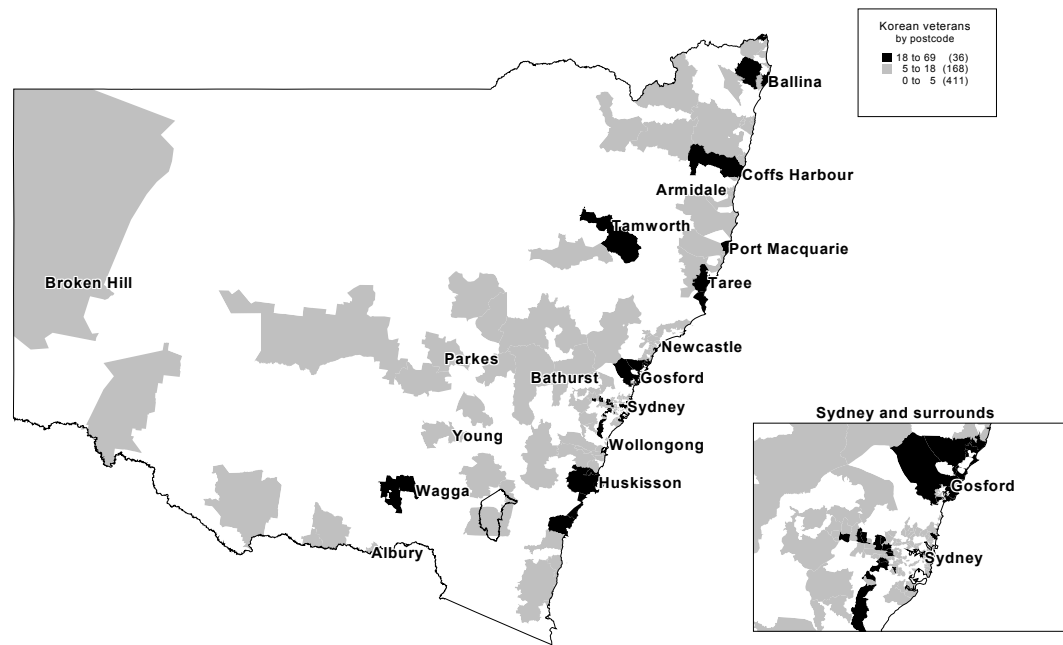 Korean veterans
by postcode
18 to 69 (36)
5 to 18 (168)
0 to 5 (411)
Ballina
Coffs Harbour
Armidale
Tamworth
Port Macquarie
Broken Hill
Taree
Newcastle
Parkes
Bathurst
Gosford
Sydney
Sydney and surrounds
Young
Wollongong
Wagga
Huskisson
Gosford
Albury
Sydney